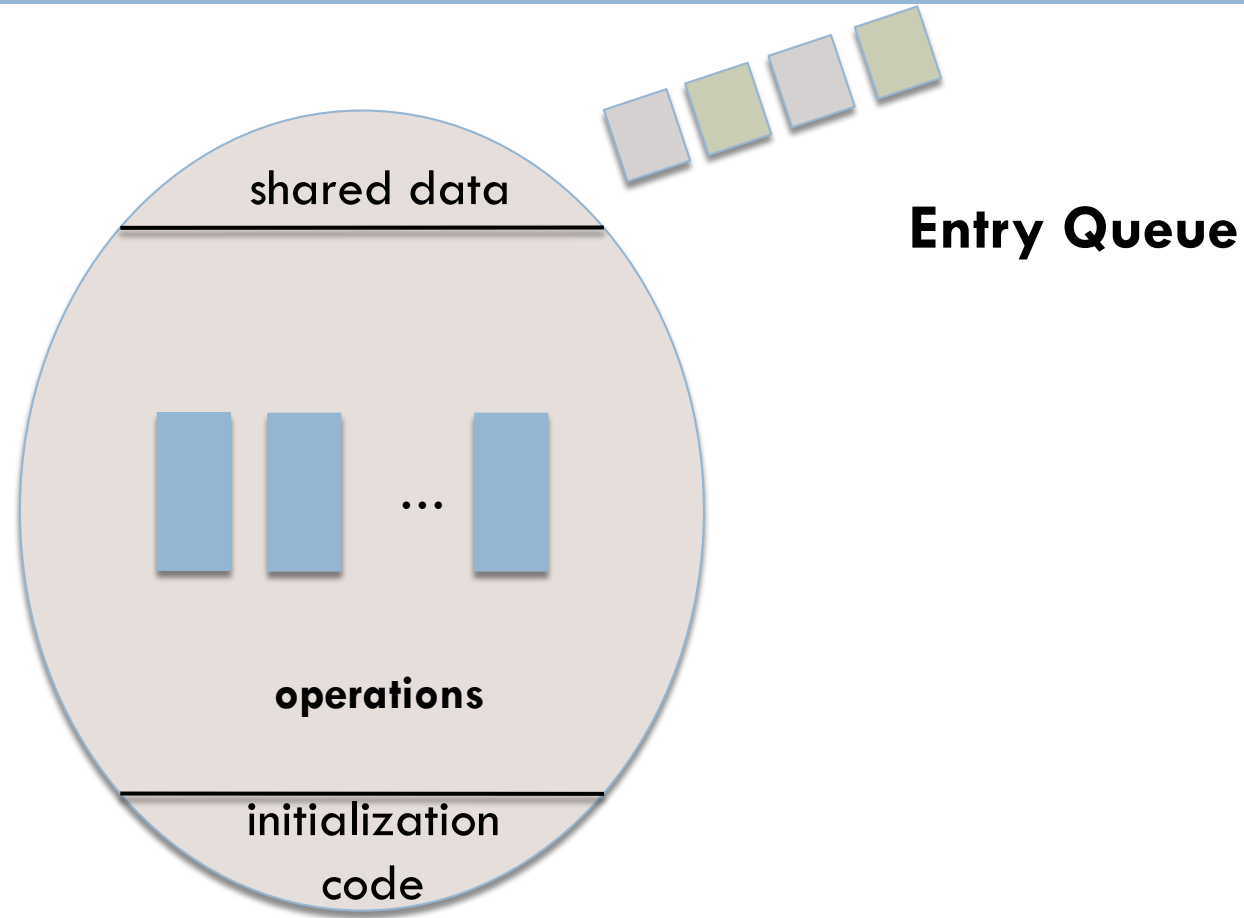 shared data
Entry Queue
...
operations
initialization
code